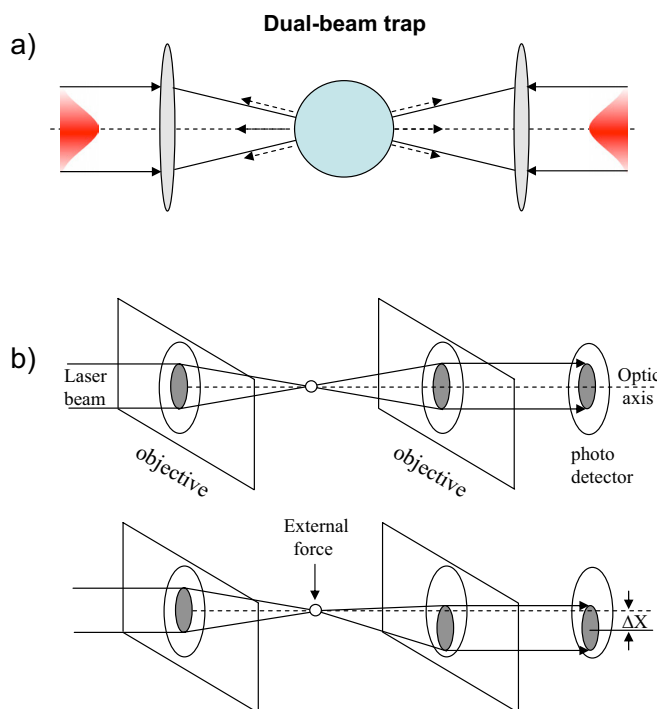 Dual-beam trap
a)
b)
Laser
beam
Optic
axis
objective
objective
photo
detector
External
force
ΔX